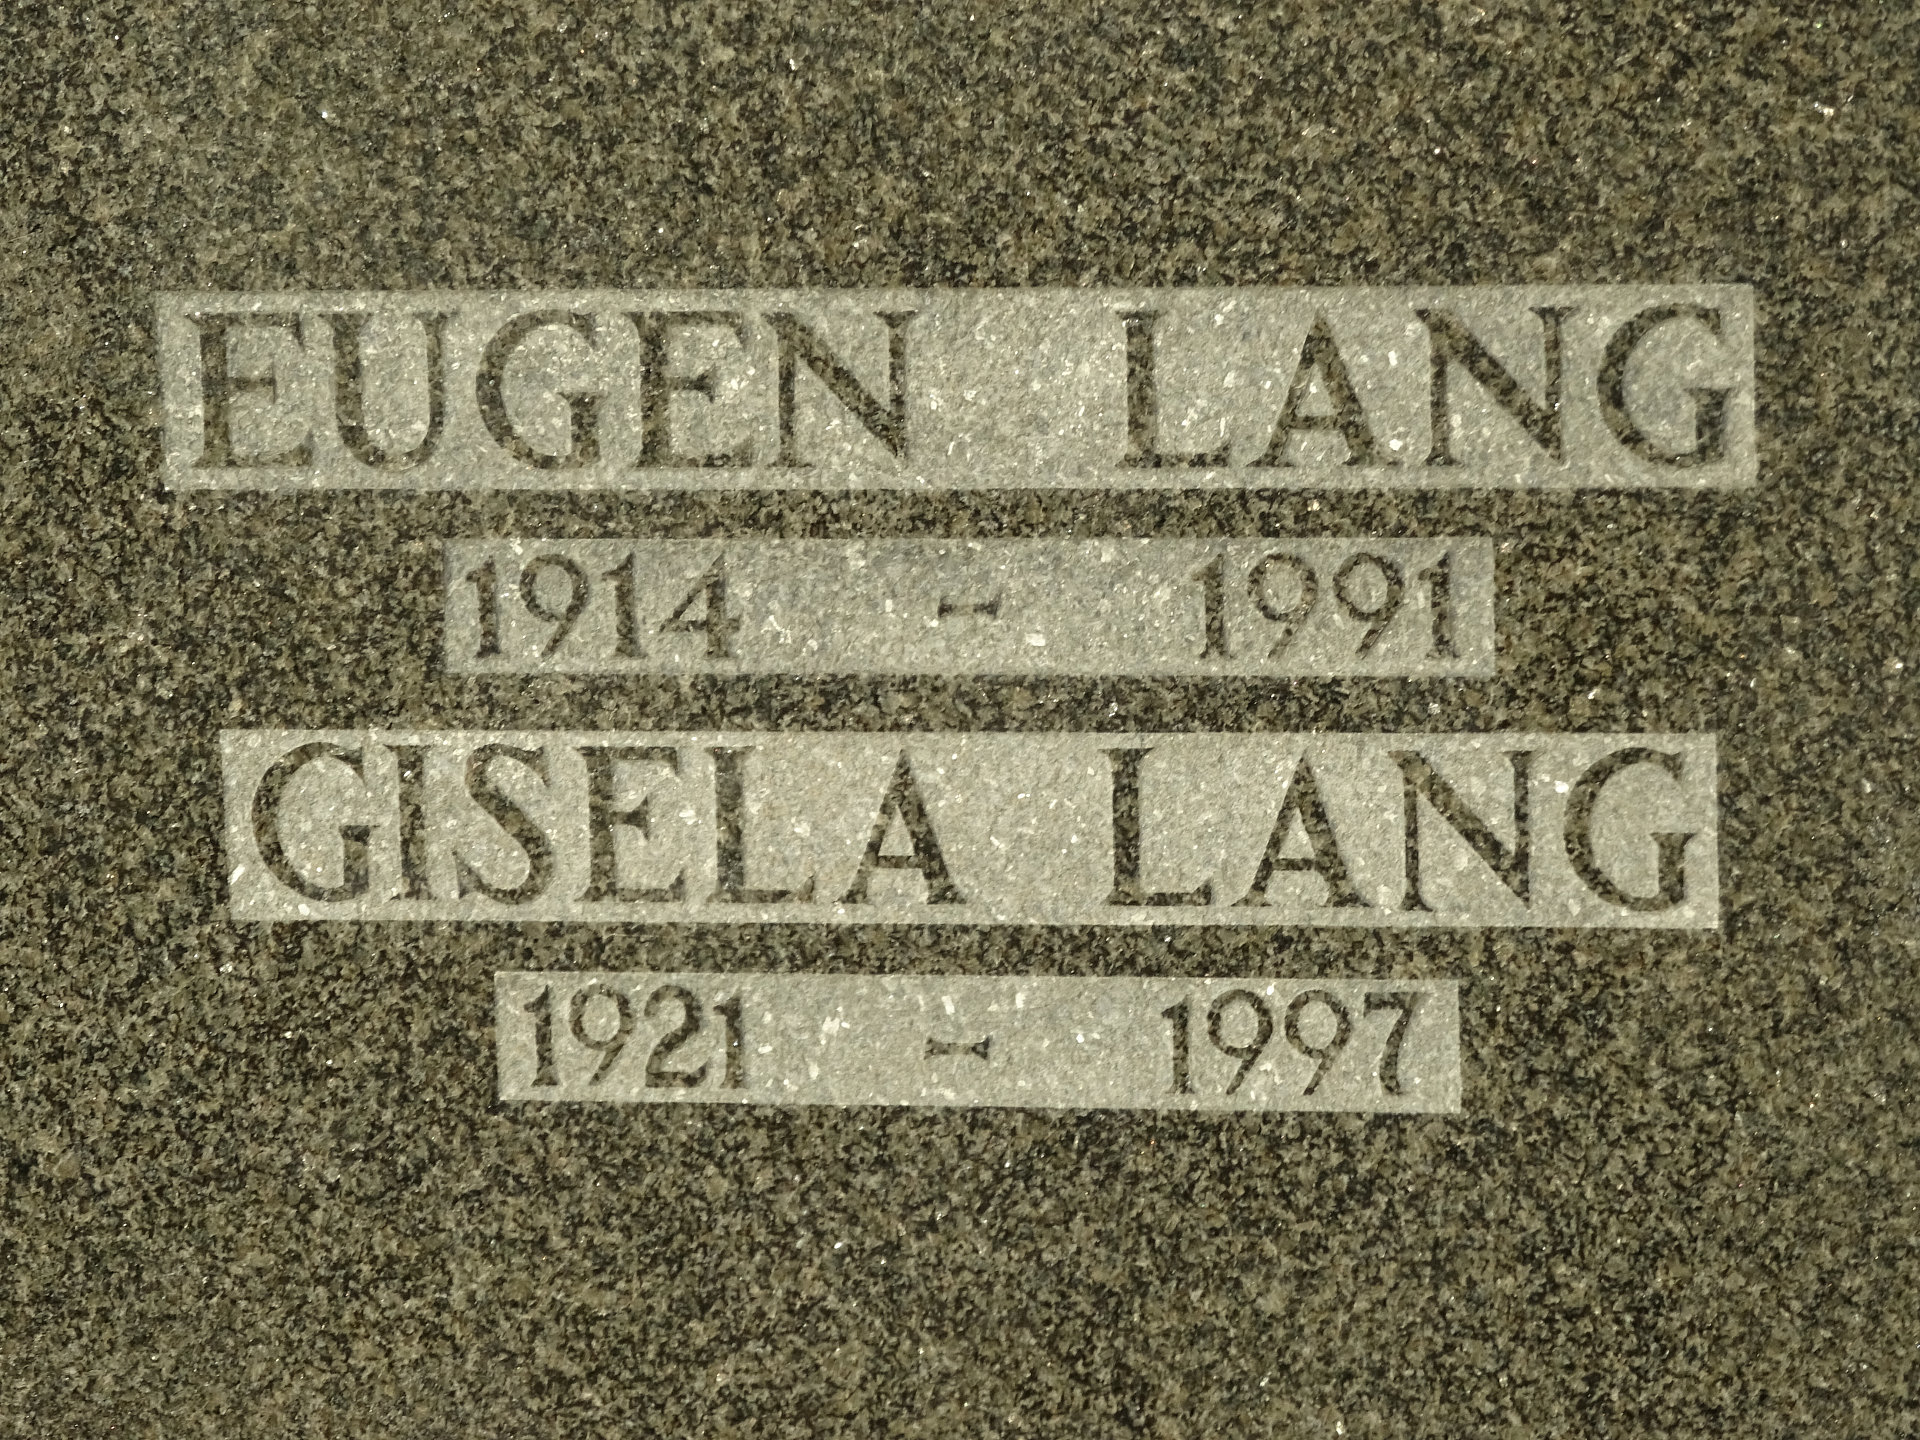 EUGEN LANG
1914 - 1991
GISELA LANG
1921 - 1997